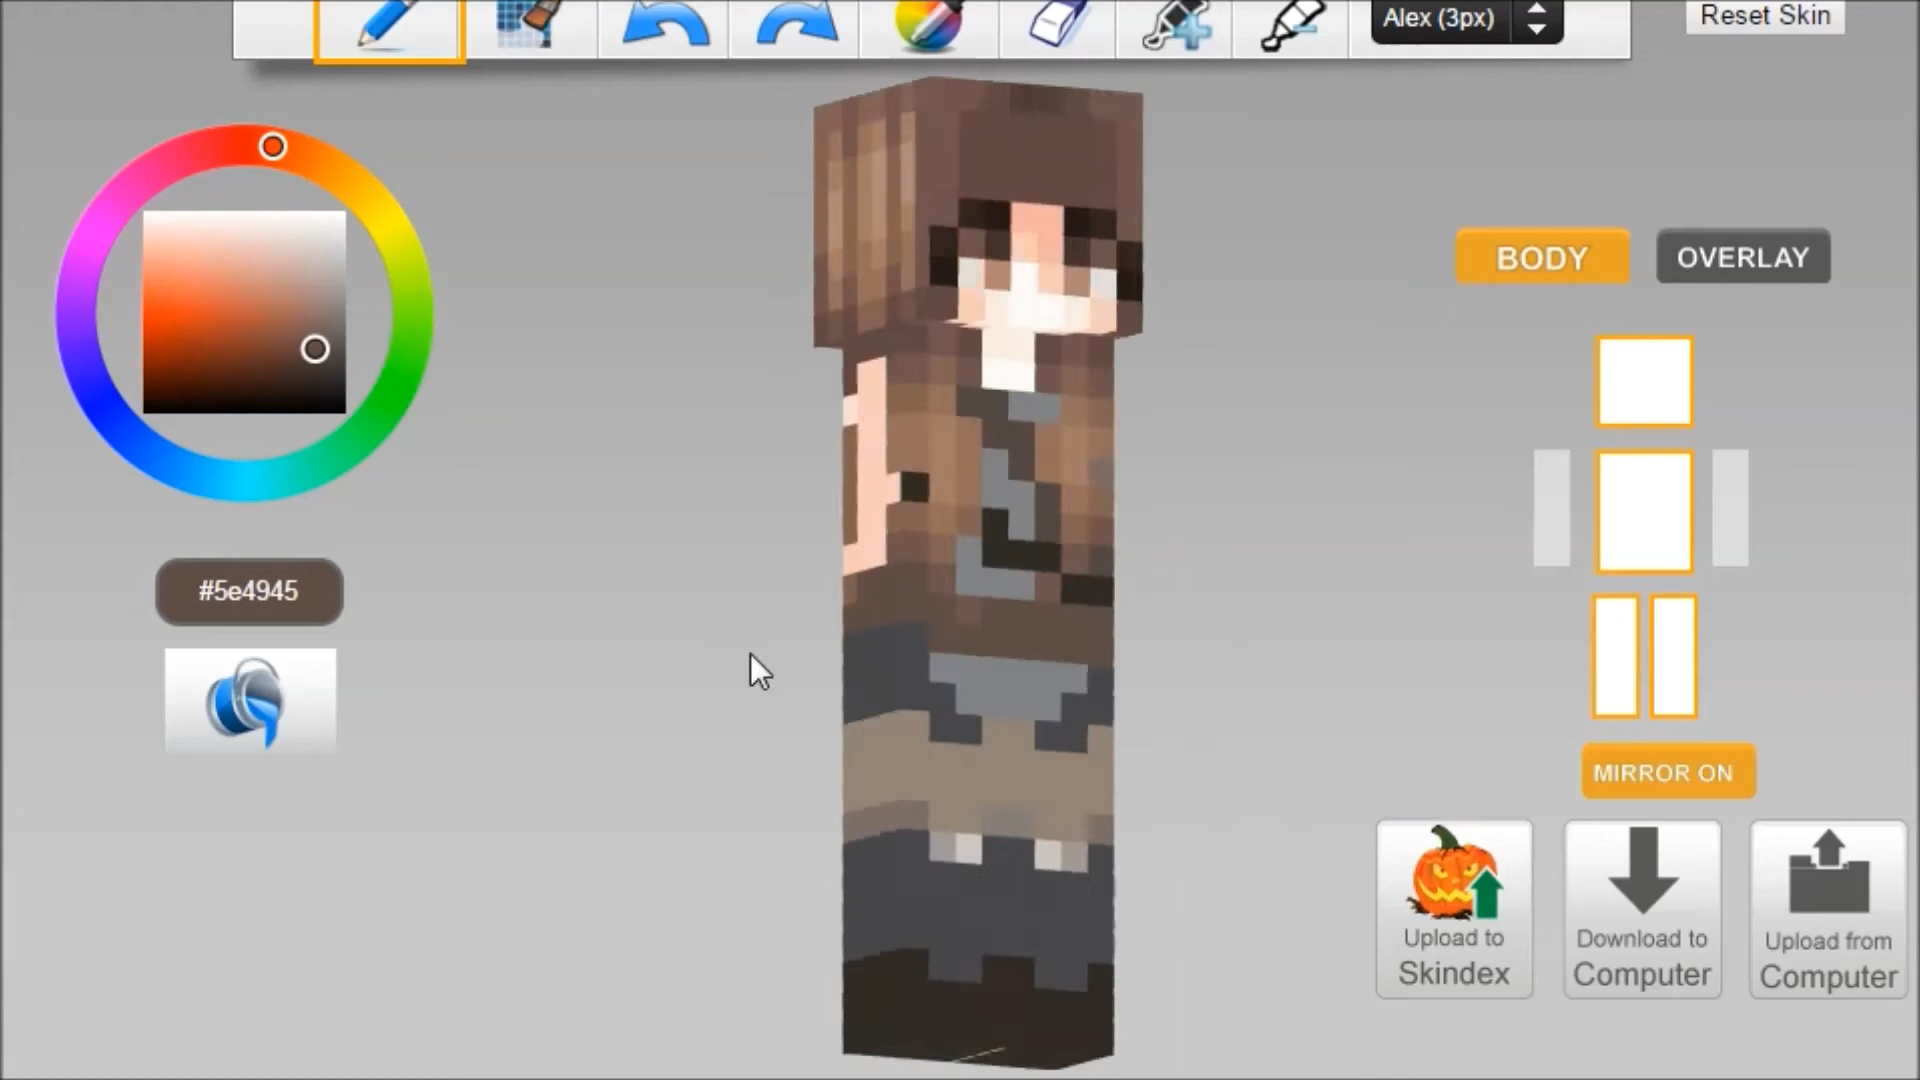 Alex (3px)
Reset Skin
BODY
OVERLAY
#5e4945
MIRROR ON
Upload to
Skindex
Download to
Computer
Upload from
Computer